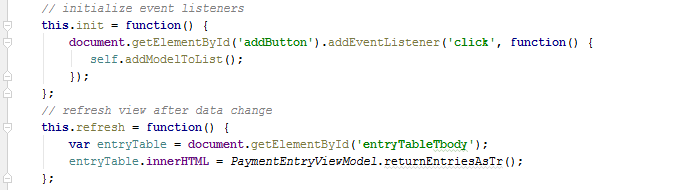 // initialize event listeners
this.init = function() {
    document.getElementById('addButton').addEventListener('click', function() {
       self.addModelToList();
    });
};
// refresh view after data change
this.refresh = function() {
    var entryTable = document.getElementById('entryTableTbody');
    entryTable.innerHTML = PaymentEntryViewModel.returnEntriesAsTr();
};